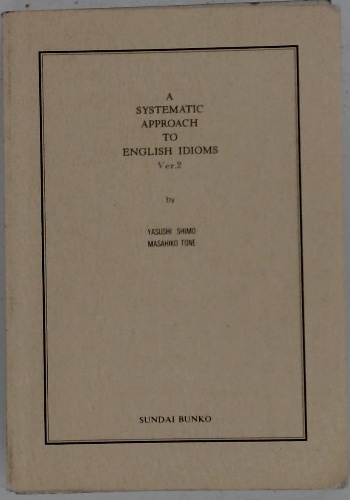 A
SYSTEMATIC
APPROACH
TO
ENGLISH IDIOMS
Ver.2
by
YASUSHI SHIMO
MASAHIKO TONE
SUNDAI BUNKO